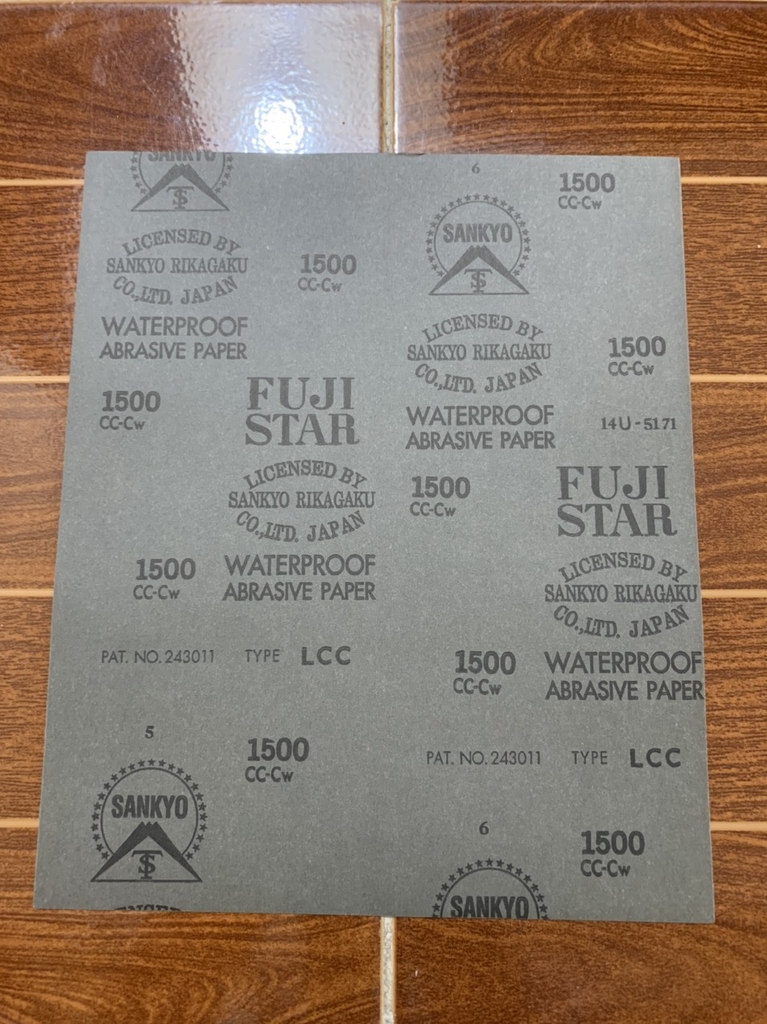 SANKYO
TS
LICENSED BY
SANKYO RIKAGAKU
CO.,LTD. JAPAN
WATERPROOF
ABRASIVE PAPER
1500
CC-Cw
1500
CC-Cw
FUJI
STAR
LICENSED BY
SANKYO RIKAGAKU
CO.,LTD. JAPAN
1500
CC-Cw
WATERPROOF
ABRASIVE PAPER
PAT. NO. 243011 TYPE LCC
5
SANKYO
TS
1500
CC-Cw
6
1500
CC-Cw
SANKYO
TS
LICENSED BY
SANKYO RIKAGAKU
CO.,LTD. JAPAN
1500
CC-Cw
WATERPROOF
ABRASIVE PAPER
14U-5171
1500
CC-Cw
FUJI
STAR
LICENSED BY
SANKYO RIKAGAKU
CO.,LTD. JAPAN
1500
CC-Cw
WATERPROOF
ABRASIVE PAPER
PAT. NO. 243011 TYPE LCC
6
1500
CC-Cw
SANKYO